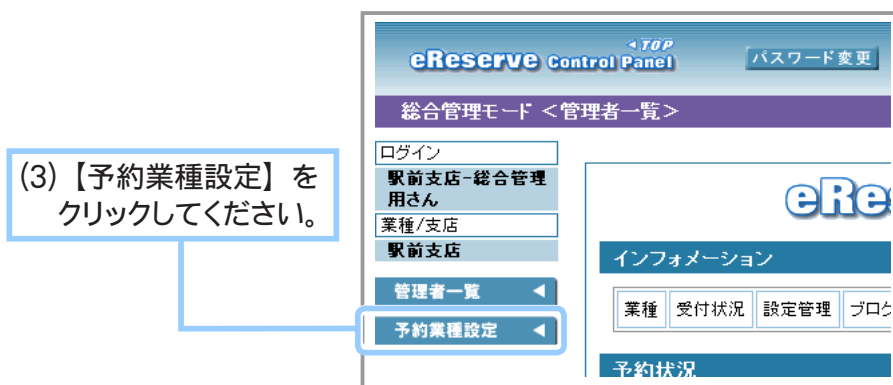 ◀TOP
eReserve Control Panel
パスワード変更
総合管理モード <管理者一覧>
ログイン
駅前支店-総合管理
用さん
業種/支店
駅前支店
管理者一覧 ◀
予約業種設定 ◀
(3)【予約業種設定】を
クリックしてください。
eRes
インフォメーション
業種 受付状況 設定管理 ブログ
予約状況